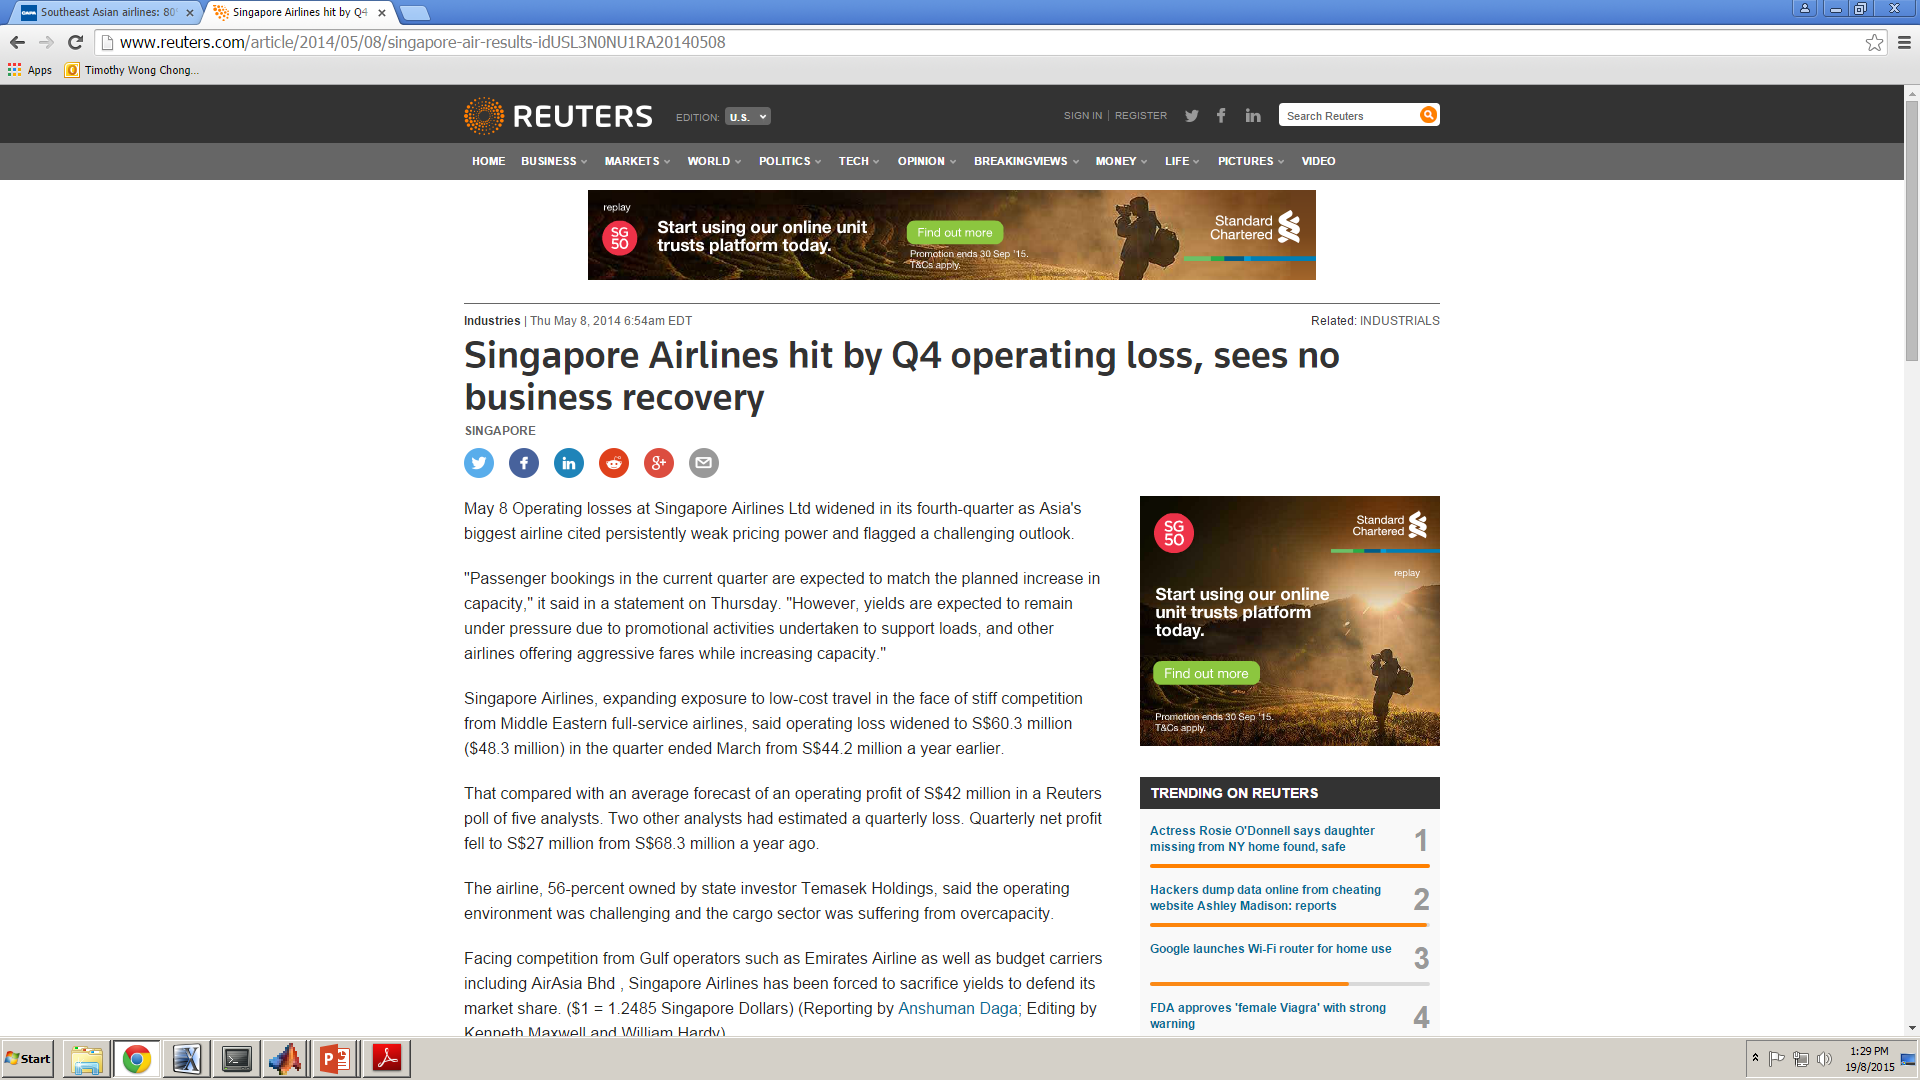 Southeast Asian airlines: 80
Singapore Airlines hit by Q4
www.reuters.com/article/2014/05/08/singapore-air-results-idUSL3N0NU1RA20140508
Apps
Timothy Wong Chong...
REUTERS
EDITION:
U.S.
SIGN IN | REGISTER
Search Reuters
HOME BUSINESS MARKETS WORLD POLITICS TECH OPINION BREAKINGVIEWS MONEY LIFE PICTURES VIDEO
replay
SG
50
Start using our online unit
trusts platform today.
Find out more
Promotion ends 30 Sep '15.
T&Cs apply.
Standard
Chartered
Industries | Thu May 8, 2014 6:54am EDT
Related: INDUSTRIALS
Singapore Airlines hit by Q4 operating loss, sees no
business recovery
SINGAPORE
May 8 Operating losses at Singapore Airlines Ltd widened in its fourth-quarter as Asia's
biggest airline cited persistently weak pricing power and flagged a challenging outlook.
"Passenger bookings in the current quarter are expected to match the planned increase in
capacity," it said in a statement on Thursday. "However, yields are expected to remain
under pressure due to promotional activities undertaken to support loads, and other
airlines offering aggressive fares while increasing capacity."
Singapore Airlines, expanding exposure to low-cost travel in the face of stiff competition
from Middle Eastern full-service airlines, said operating loss widened to S$60.3 million
($48.3 million) in the quarter ended March from S$44.2 million a year earlier.
That compared with an average forecast of an operating profit of S$42 million in a Reuters
poll of five analysts. Two other analysts had estimated a quarterly loss. Quarterly net profit
fell to S$27 million from S$68.3 million a year ago.
The airline, 56-percent owned by state investor Temasek Holdings, said the operating
environment was challenging and the cargo sector was suffering from overcapacity.
Facing competition from Gulf operators such as Emirates Airline as well as budget carriers
including AirAsia Bhd , Singapore Airlines has been forced to sacrifice yields to defend its
market share. ($1 = 1.2485 Singapore Dollars) (Reporting by Anshuman Daga; Editing by
Kenneth Maxwell and William Hardy)
SG
50
Standard
Chartered
replay
Start using our online
unit trusts platform
today.
Find out more
Promotion ends 30 Sep '15.
T&Cs apply.
TRENDING ON REUTERS
Actress Rosie O'Donnell says daughter
missing from NY home found, safe
1
Hackers dump data online from cheating
website Ashley Madison: reports
2
Google launches Wi-Fi router for home use
3
FDA approves 'female Viagra' with strong
warning
4
Start
1:29 PM
19/8/2015